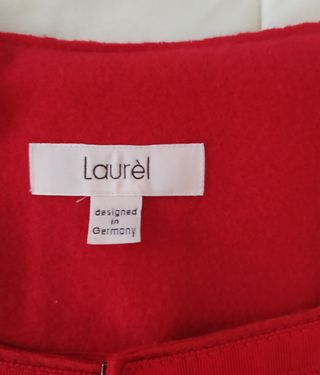 Laurèl
designed
in
Germany